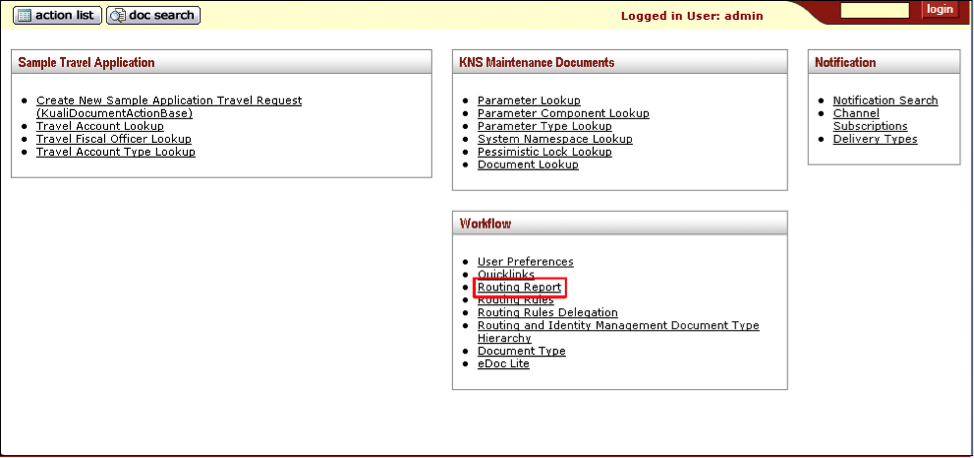 action list doc search Logged in User: admin login
Sample Travel Application
Create New Sample Application Travel Request
(KualiDocumentActionBase)
Travel Account Lookup
Travel Fiscal Officer Lookup
Travel Account Type Lookup
KNS Maintenance Documents
Parameter Lookup
Parameter Component Lookup
Parameter Type Lookup
System Namespace Lookup
Pessimistic Lock Lookup
Document Lookup
Notification
Notification Search
Channel
Subscriptions
Delivery Types
Workflow
User Preferences
Quicklinks
Routing Report
Routing Rules
Routing Rules Delegation
Routing and Identity Management Document Type
Hierarchy
Document Type
eDoc Lite